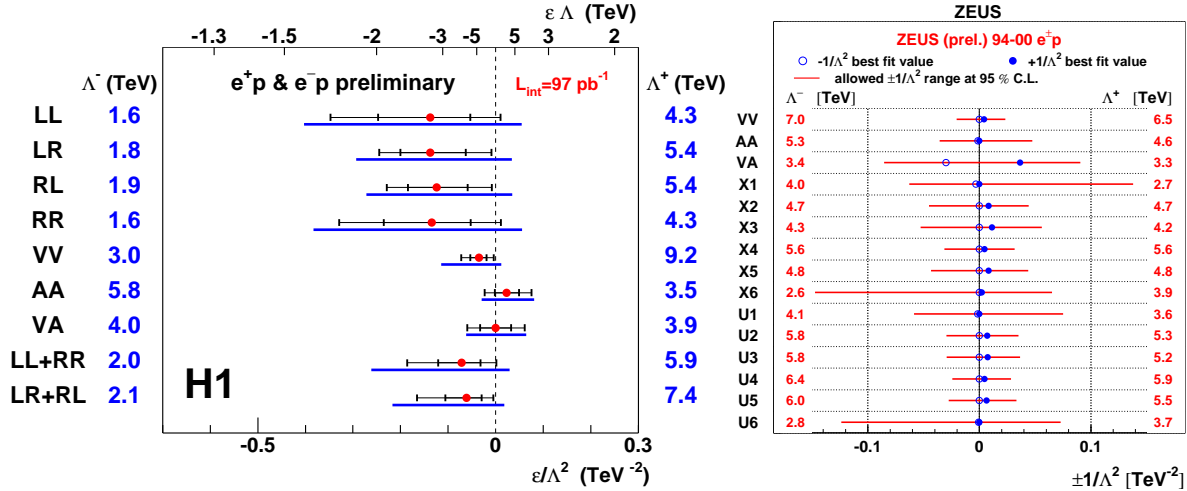 ε Λ (TeV)
-1.3 -2 -3 -5 5 3 2
Λ⁻ (TeV) e⁺p & e⁻p preliminary L_int=97 pb⁻¹ Λ⁺ (TeV)
LL 1.6 4.3
LR 1.8 5.4
RL 1.9 5.4
RR 1.6 4.3
VV 3.0 9.2
AA 5.8 3.5
VA 4.0 3.9
LL+RR 2.0 5.9
LR+RL 2.1 7.4
H1
-0.5 0 0.3
ε/Λ² (TeV⁻²)
ZEUS
ZEUS (prel.) 94-00 e±p
-1/Λ² best fit value +1/Λ² best fit value
allowed ±1/Λ² range at 95 % C.L.
Λ⁻ [TeV] Λ⁺ [TeV]
VV 7.0 6.5
AA 5.3 4.6
VA 3.4 3.3
X1 4.0 2.7
X2 4.7 4.7
X3 4.3 4.2
X4 5.6 5.6
X5 4.8 4.8
X6 2.6 3.9
U1 4.1 3.6
U2 5.8 5.3
U3 5.8 5.2
U4 6.4 5.9
U5 6.0 5.5
U6 2.8 3.7
-0.1 0 0.1
±1/Λ² [TeV⁻²]